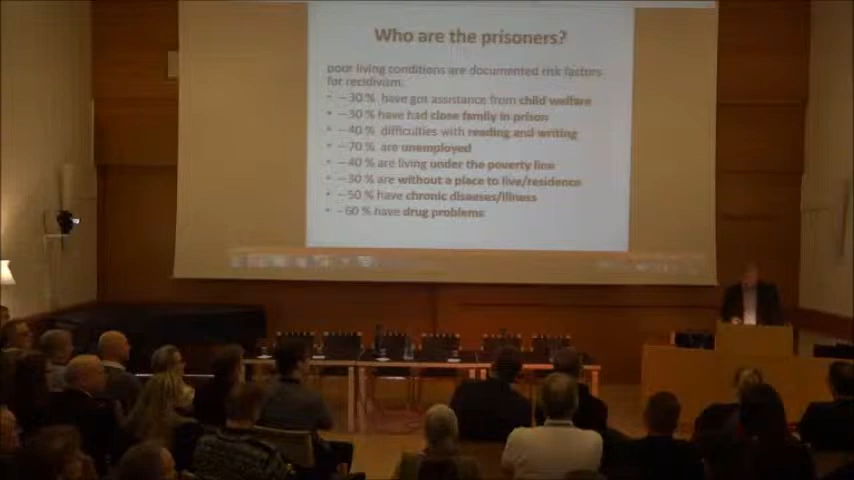 Who are the prisoners?
poor living conditions are documented risk factors
for recidivism:
• – 30 % have got assistance from child welfare
• – 30 % have had close family in prison
• – 40 % difficulties with reading and writing
• – 70 % are unemployed
• – 40 % are living under the poverty line
• – 30 % are without a place to live/residence
• – 50 % have chronic diseases/illness
• – 60 % have drug problems